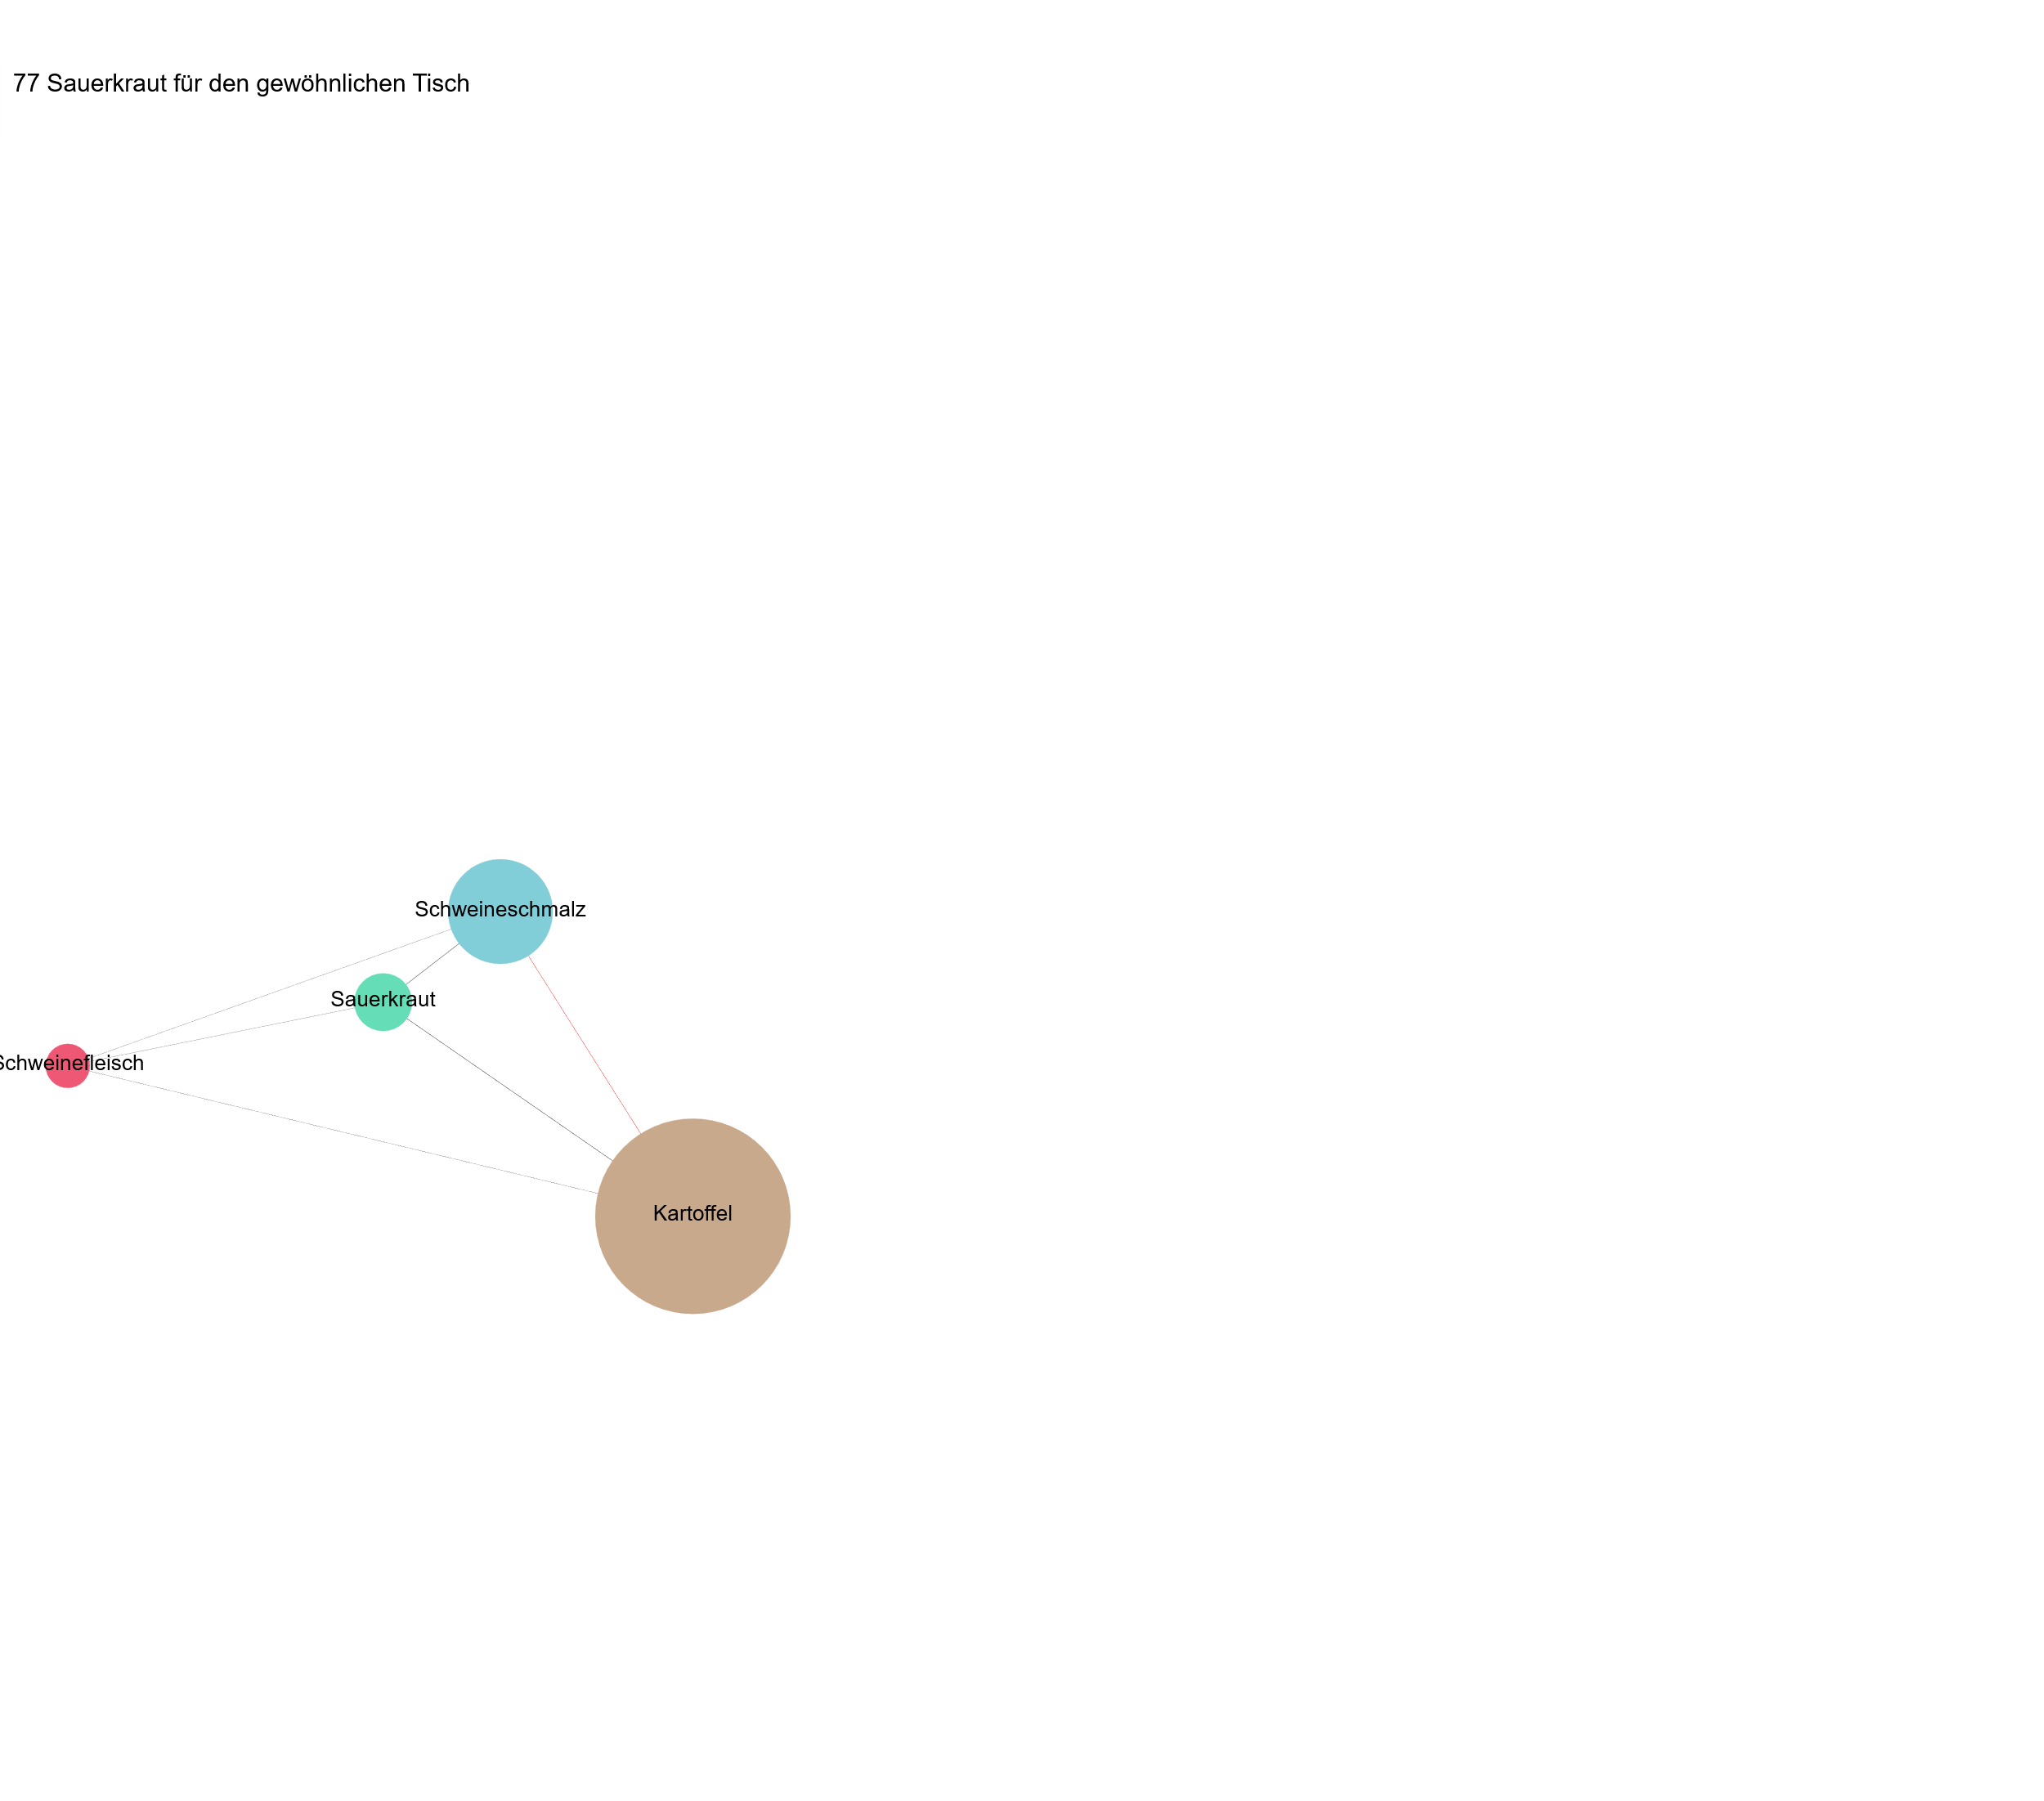 77 Sauerkraut für den gewöhnlichen Tisch
Schweineschmalz
Sauerkraut
Schweinefleisch
Kartoffel